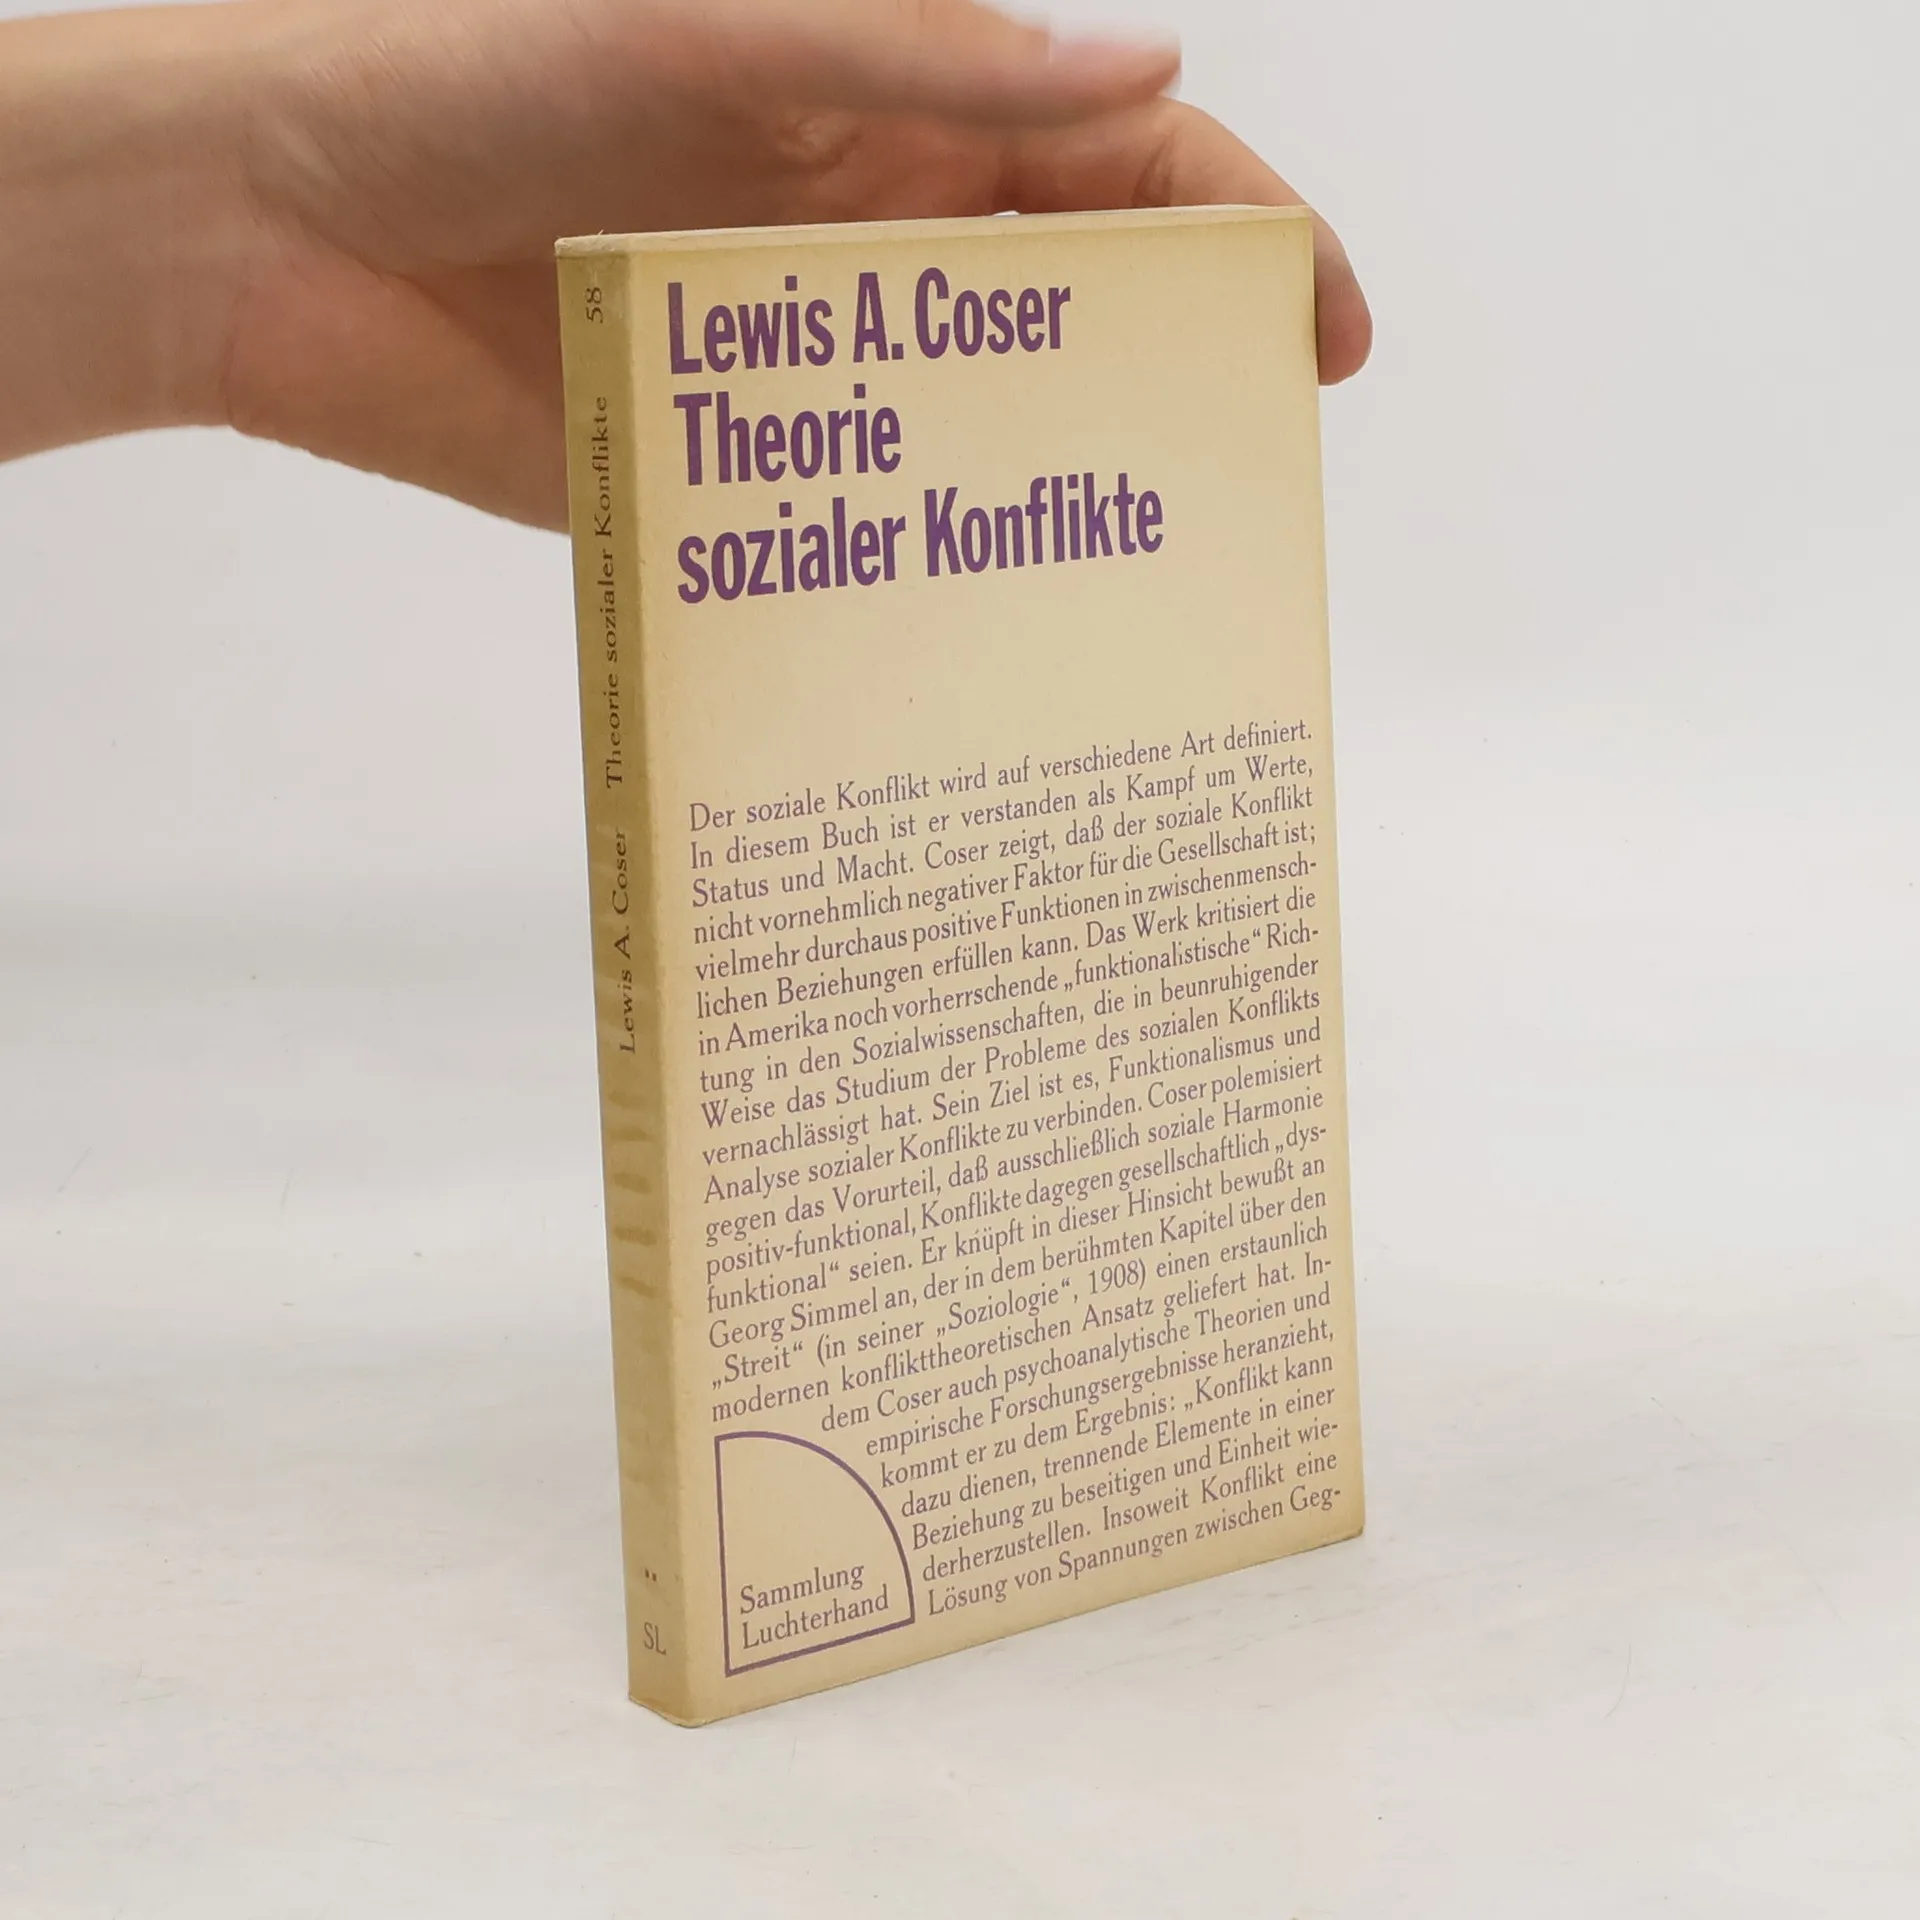 Lewis A. Coser
Theorie
sozialer Konflikte
Der soziale Konflikt wird auf verschiedene Art definiert.
In diesem Buch ist er verstanden als Kampf um Werte,
Status und Macht. Coser zeigt, daß der soziale Konflikt
nicht vornehmlich negativer Faktor für die Gesellschaft ist;
vielmehr durchaus positive Funktionen in zwischenmensch-
lichen Beziehungen erfüllen kann. Das Werk kritisiert die
in Amerika noch vorherrschende „funktionalistische“ Rich-
tung in den Sozialwissenschaften, die in beunruhigender
Weise das Studium der Probleme des sozialen Konflikts
vernachlässigt hat. Sein Ziel ist es, Funktionalismus und
Analyse sozialer Konflikte zu verbinden. Coser polemisiert
gegen das Vorurteil, daß ausschließlich soziale Harmonie
positiv-funktional, Konflikte dagegen gesellschaftlich „dys-
funktional“ seien. Er knüpft in dieser Hinsicht bewußt an
Georg Simmel an, der in dem berühmten Kapitel über den
„Streit“ (in seiner „Soziologie“, 1908) einen erstaunlich
modernen konflikttheoretischen Ansatz geliefert hat. In-
dem Coser auch psychoanalytische Theorien und
empirische Forschungsergebnisse heranzieht,
kommt er zu dem Ergebnis: „Konflikt kann
dazu dienen, trennende Elemente in einer
Beziehung zu beseitigen und Einheit wie-
derherzustellen. Insoweit Konflikt eine
Lösung von Spannungen zwischen Geg-
Sammlung
Luchterhand
Lewis A. Coser Theorie sozialer Konflikte 58
SL